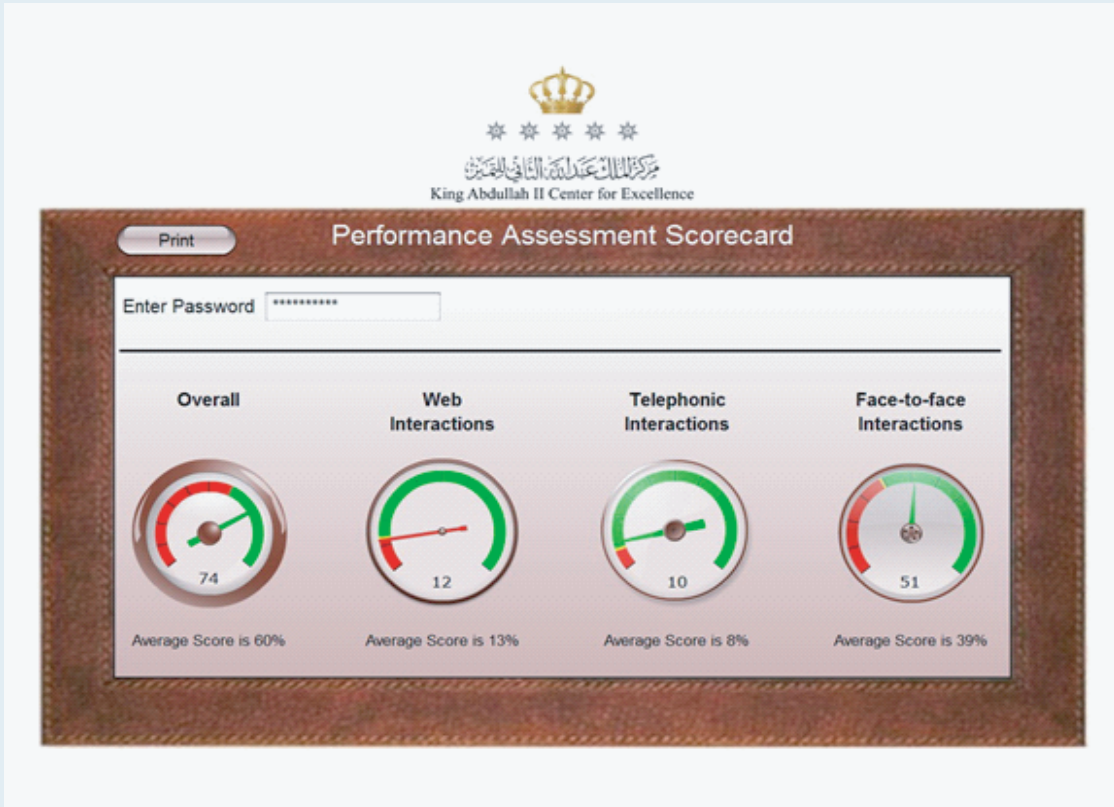 مركز الملك عبد الله الثاني للتميز
King Abdullah II Center for Excellence
Print
Performance Assessment Scorecard
Enter Password **********
Overall
Web
Interactions
Telephonic
Interactions
Face-to-face
Interactions
74
12
10
51
Average Score is 60%
Average Score is 13%
Average Score is 8%
Average Score is 39%